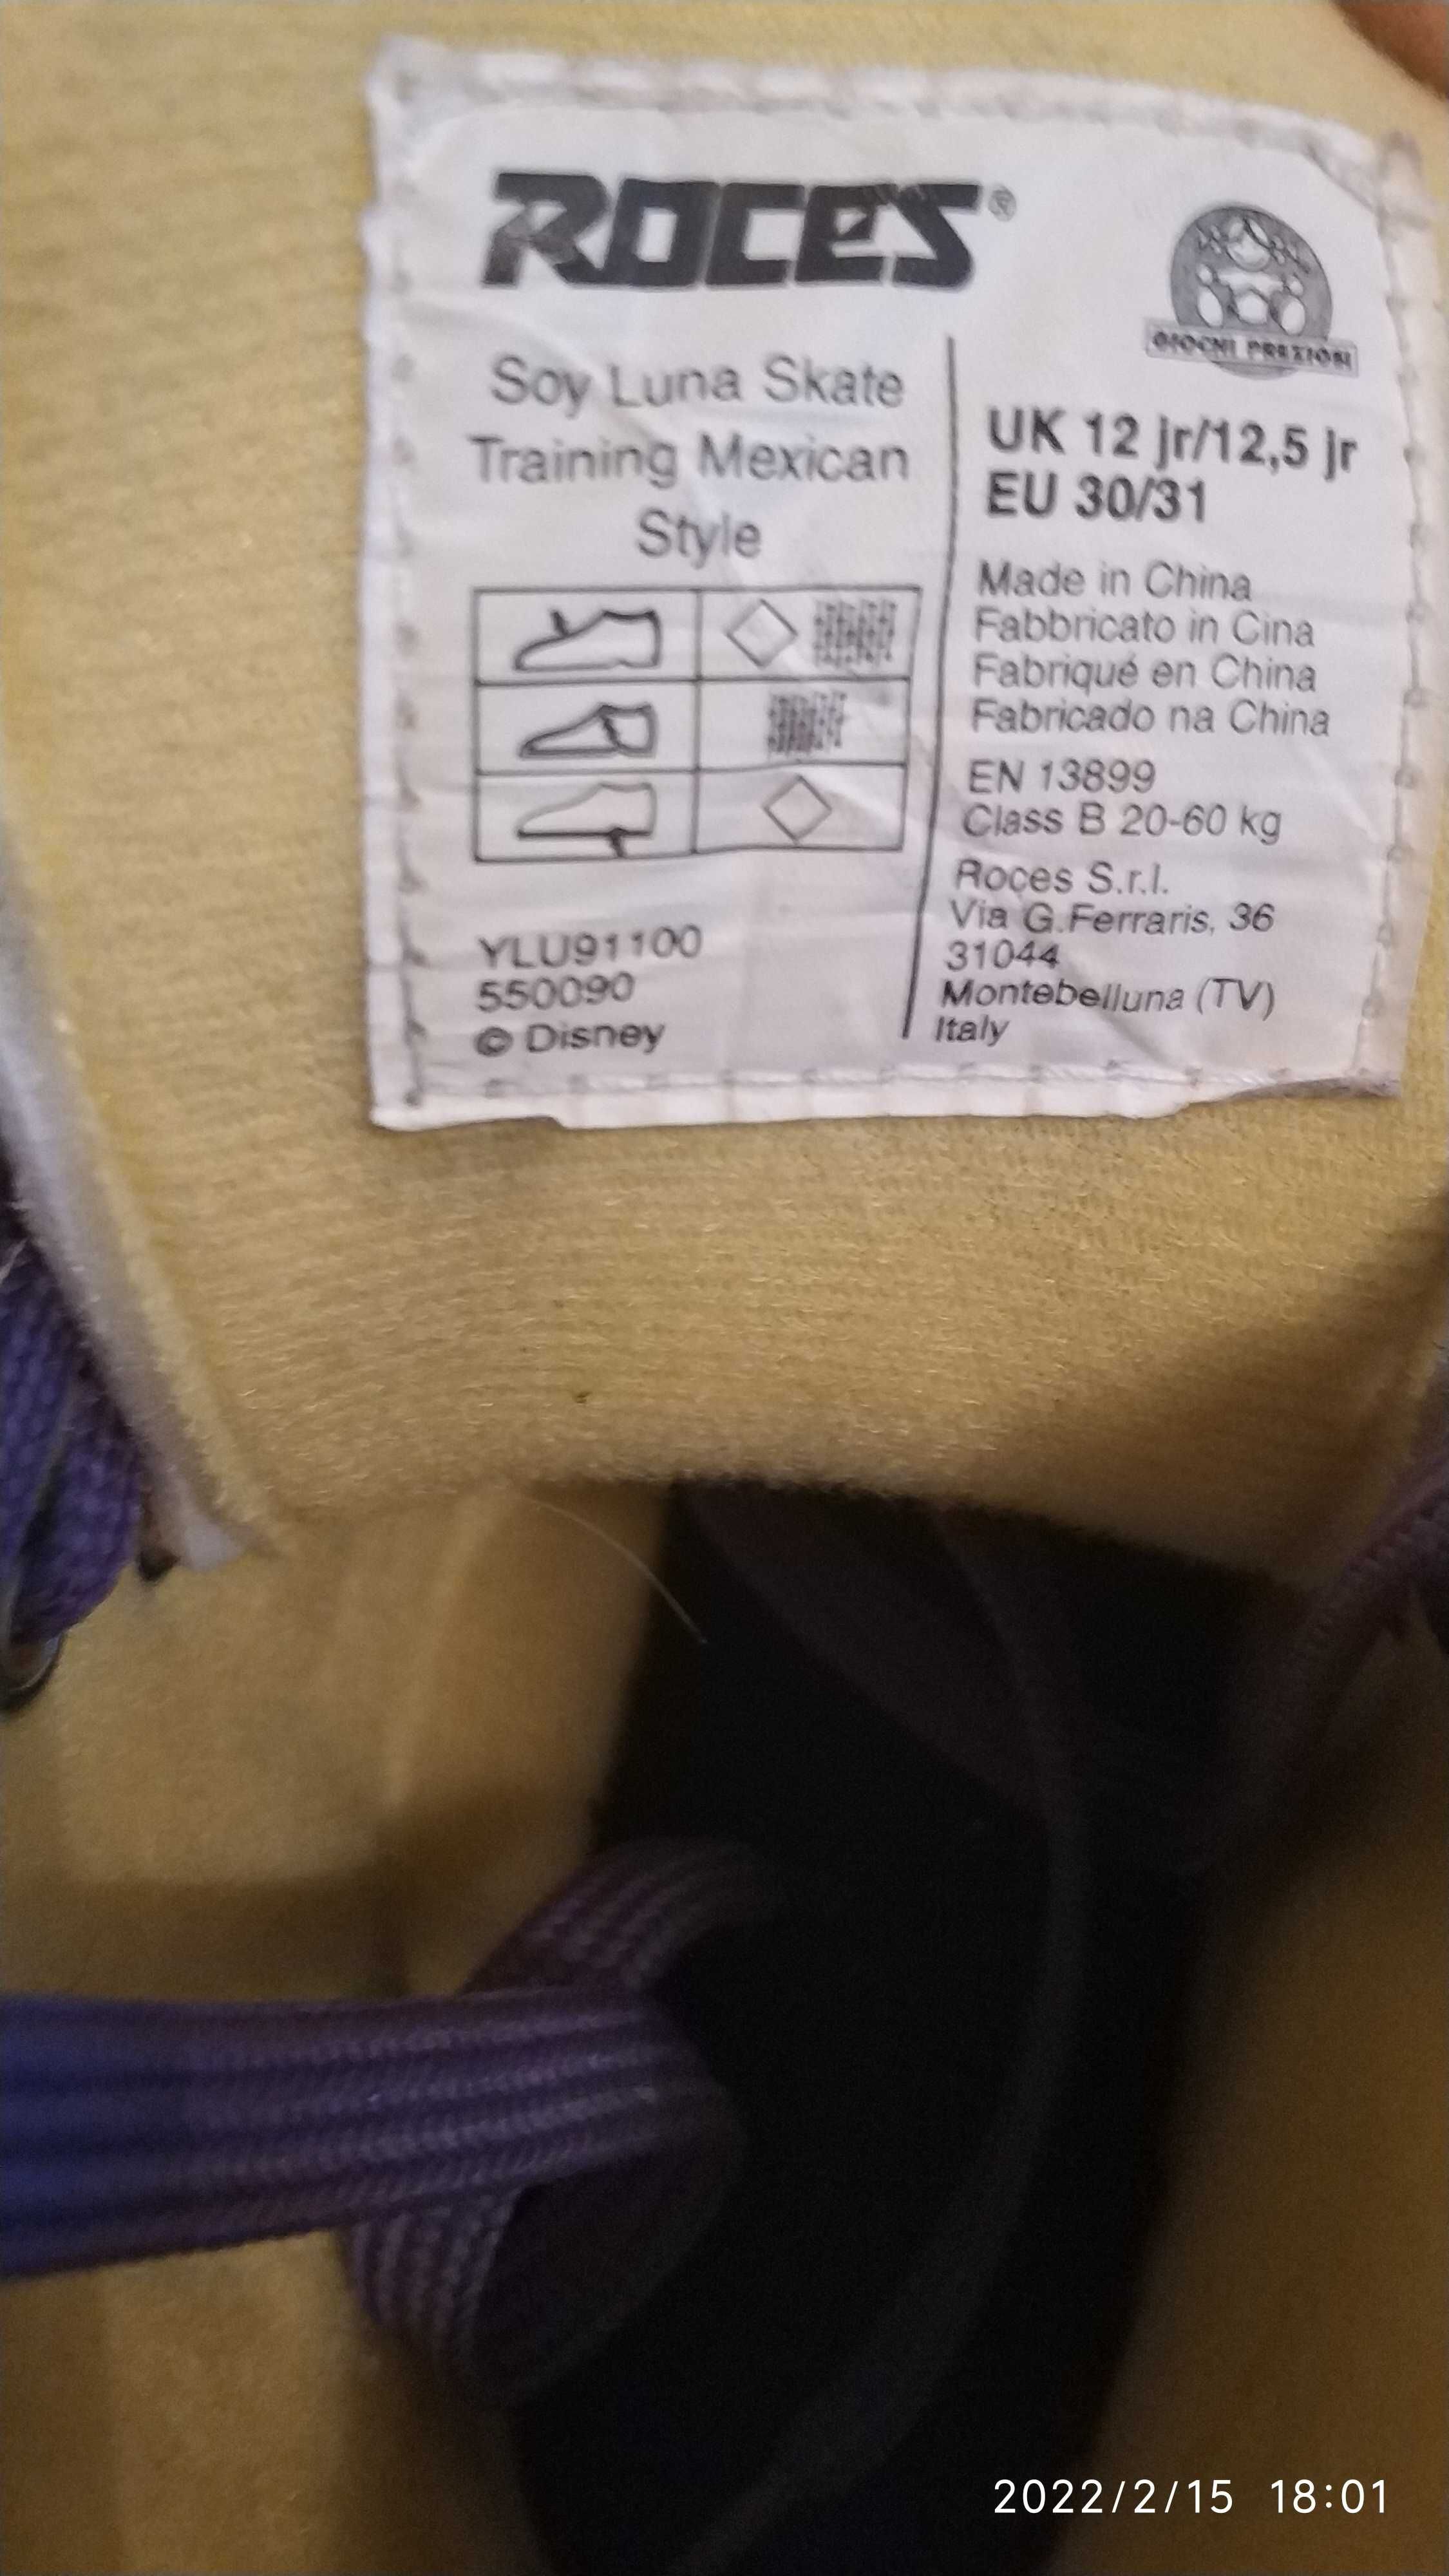 ROCES®
GIOCHI PREZIOSI
Soy Luna Skate
Training Mexican
Style
YLU91100
550090
© Disney
UK 12 jr/12,5 jr
EU 30/31
Made in China
Fabbricato in Cina
Fabriqué en China
Fabricado na China
EN 13899
Class B 20-60 kg
Roces S.r.l.
Via G.Ferraris, 36
31044
Montebelluna (TV)
Italy
2022/2/15 18:01